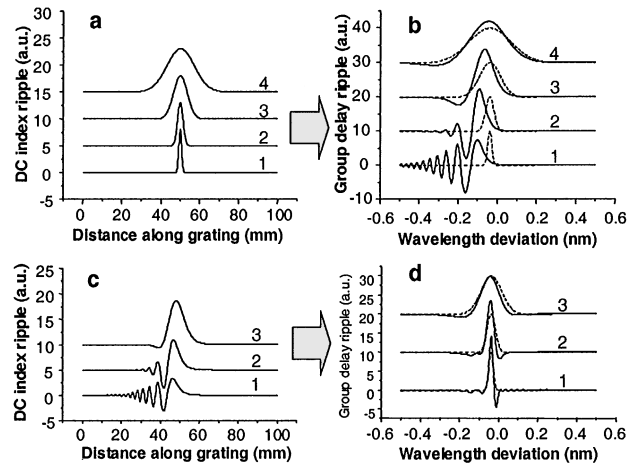 a
DC index ripple (a.u.)
30
25
20
15
10
5
0
-5
4
3
2
1
0 20 40 60 80 100
Distance along grating (mm)
b
Group delay ripple (a.u.)
50
40
30
20
10
0
-10
4
3
2
1
-0.6 -0.4 -0.2 0.0 0.2 0.4 0.6
Wavelength deviation (nm)
c
DC index ripple (a.u.)
25
20
15
10
5
0
-5
3
2
1
0 20 40 60 80 100
Distance along grating (mm)
d
Group delay ripple (a.u.)
30
25
20
15
10
5
0
-5
3
2
1
-0.6 -0.4 -0.2 -0.0 0.2 0.4 0.6
Wavelength deviation (nm)